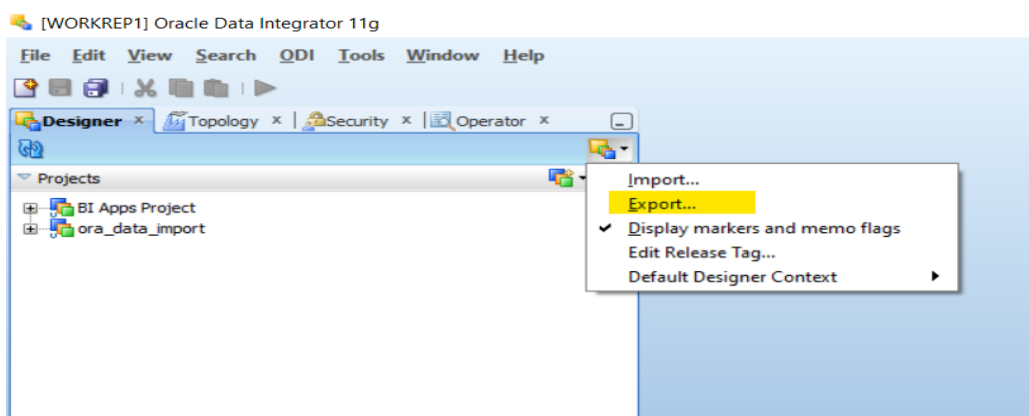 [WORKREP1] Oracle Data Integrator 11g
File Edit View Search ODI Tools Window Help
Designer Topology Security Operator
Projects
Import...
BI Apps Project
Export...
ora_data_import
Display markers and memo flags
Edit Release Tag...
Default Designer Context